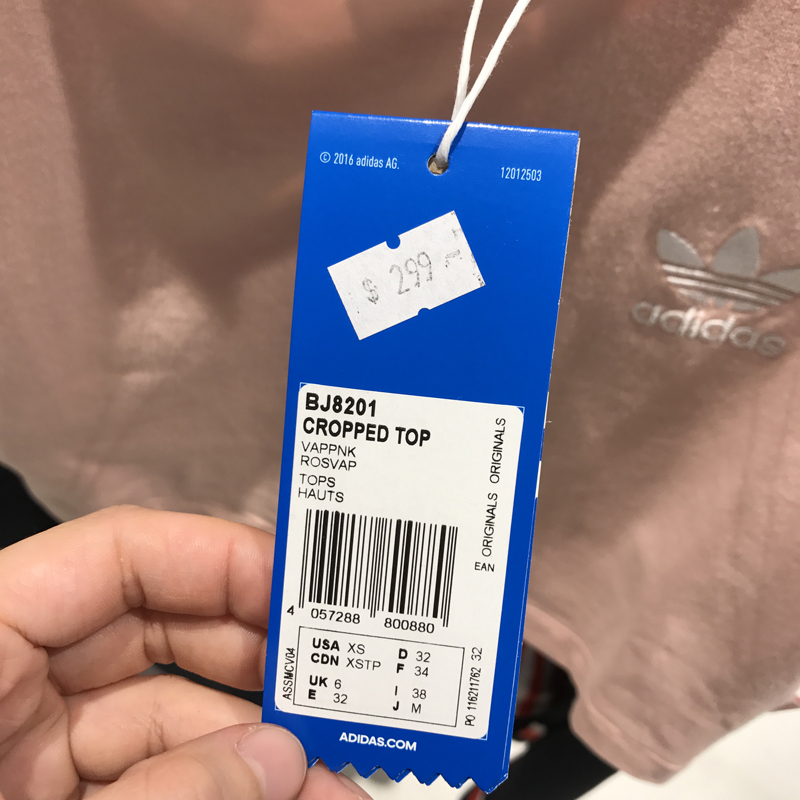 © 2016 adidas AG.
12012503
$ 299.-
BJ8201
CROPPED TOP
VAPPNK
ROSVAP
TOPS
HAUTS
ORIGINALS ORIGINALS
EAN
4 057288 800880
ASSMCV04
USA XS D 32
CDN XSTP F 34
UK 6 I 38
E 32 J M
PO 116211762 32
ADIDAS.COM
adidas